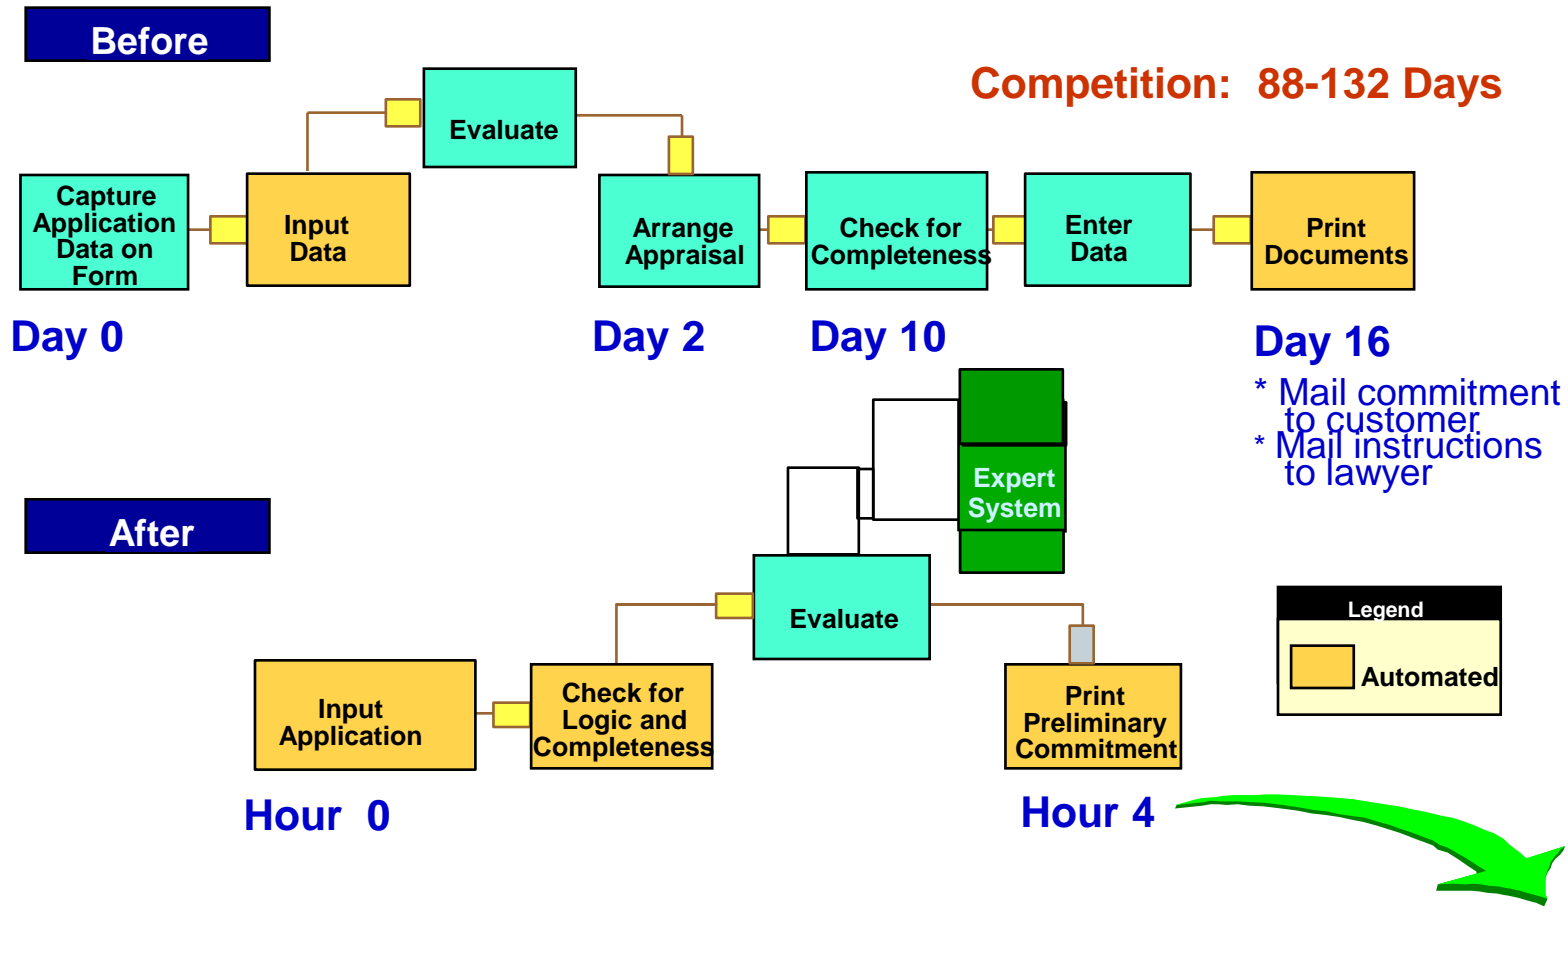 Before
Competition: 88-132 Days
Evaluate
Capture
Application
Data on
Form
Input
Data
Arrange
Appraisal
Check for
Completeness
Enter
Data
Print
Documents
Day 0
Day 2
Day 10
Day 16
* Mail commitment
to customer
* Mail instructions
to lawyer
Expert
System
After
Evaluate
Legend
Automated
Input
Application
Check for
Logic and
Completeness
Print
Preliminary
Commitment
Hour 0
Hour 4